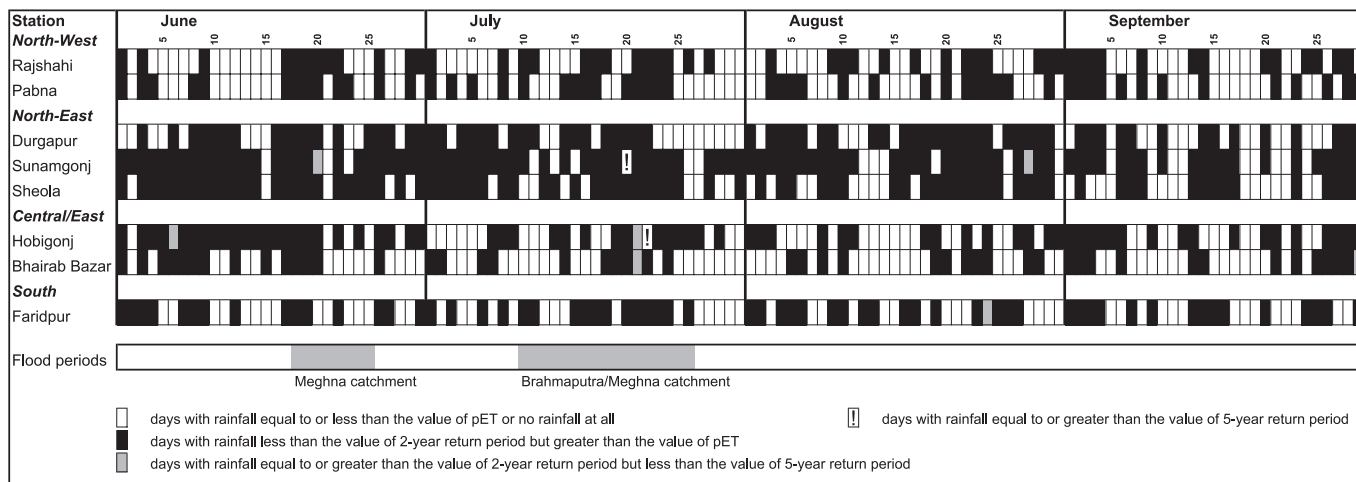 Station June July August September
North-West 5 10 15 20 25 5 10 15 20 25 5 10 15 20 25 5 10 15 20 25
Rajshahi
Pabna
North-East
Durgapur
Sunamgonj !
Sheola
Central/East
Hobigonj !
Bhairab Bazar
South
Faridpur
Flood periods
Meghna catchment Brahmaputra/Meghna catchment
days with rainfall equal to or less than the value of pET or no rainfall at all ! days with rainfall equal to or greater than the value of 5-year return period
days with rainfall less than the value of 2-year return period but greater than the value of pET
days with rainfall equal to or greater than the value of 2-year return period but less than the value of 5-year return period